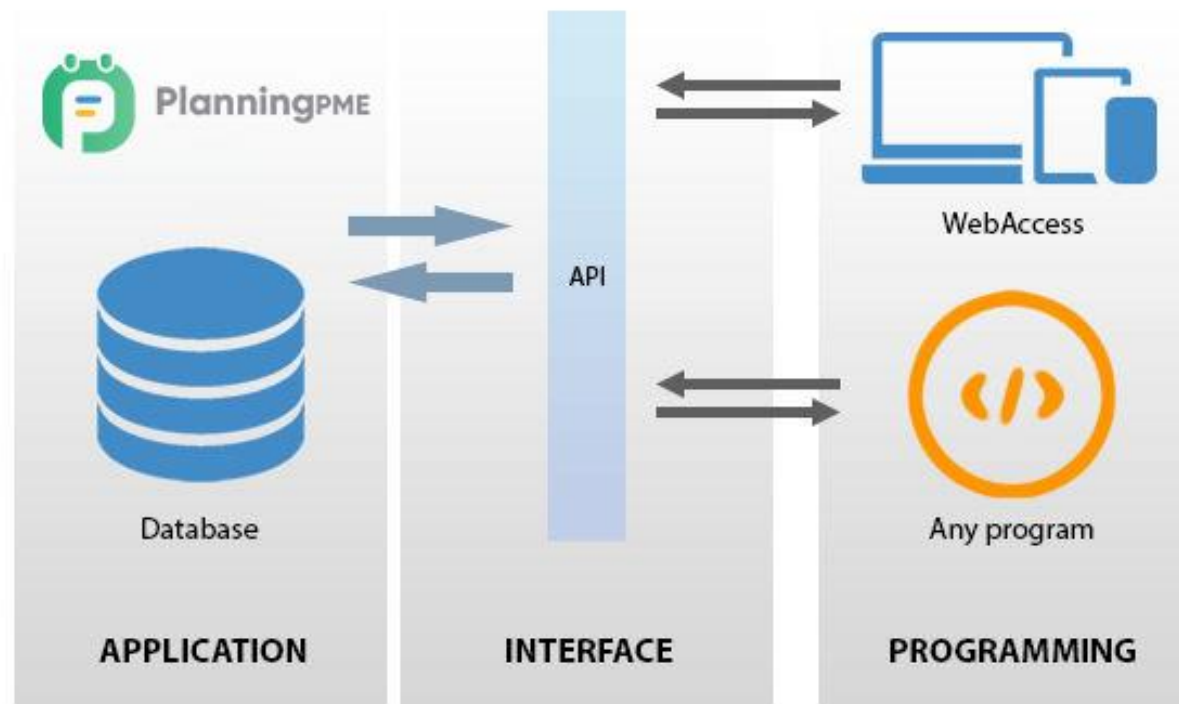 PlanningPME
Database
APPLICATION
API
INTERFACE
WebAccess
</>
Any program
PROGRAMMING